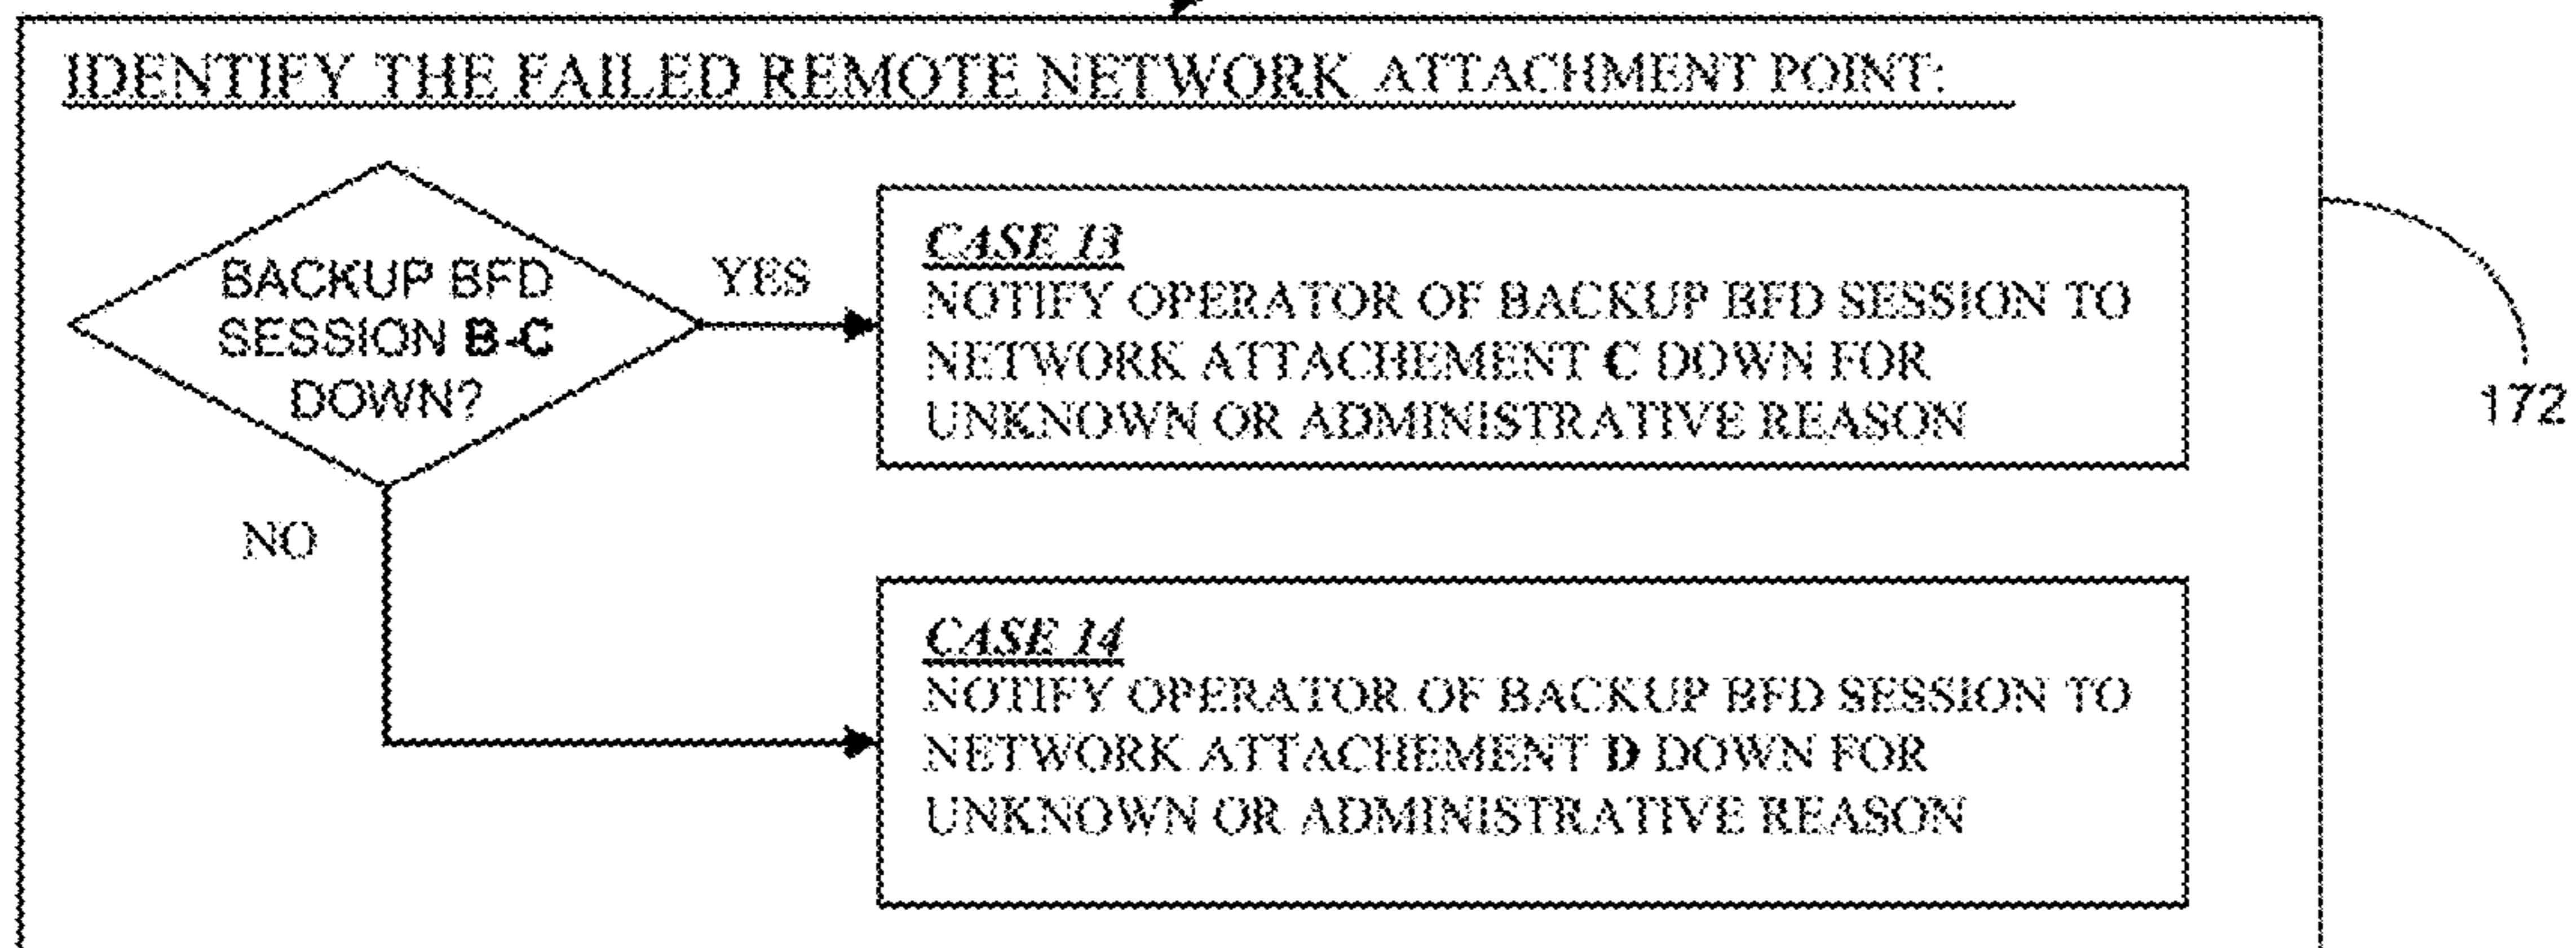 IDENTIFY THE FAILED REMOTE NETWORK ATTACHMENT POINT:
BACKUP BFD
SESSION B-C
DOWN?
YES
CASE 13
NOTIFY OPERATOR OF BACKUP BFD SESSION TO
NETWORK ATTACHEMENT C DOWN FOR
UNKNOWN OR ADMINISTRATIVE REASON
172
NO
CASE 14
NOTIFY OPERATOR OF BACKUP BFD SESSION TO
NETWORK ATTACHEMENT D DOWN FOR
UNKNOWN OR ADMINISTRATIVE REASON